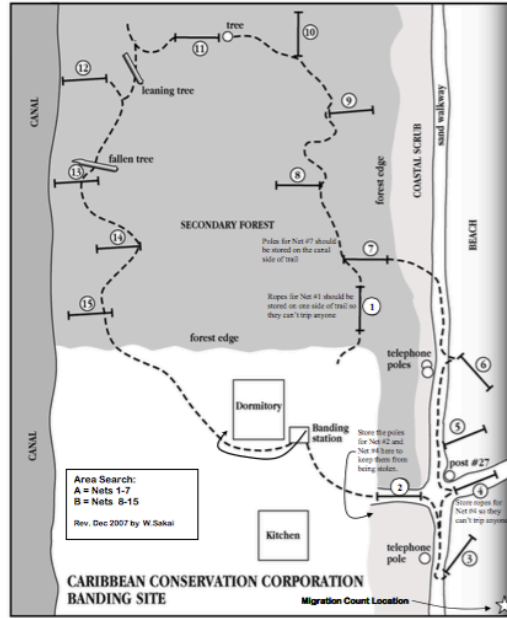 10
tree
11
12
leaning tree
CANAL
9
sand walkway
COASTAL SCRUB
fallen tree
13
8
forest edge
SECONDARY FOREST
BEACH
14
Poles for Net #7 should
be stored on the canal
side of trail
7
Ropes for Net #1 should be
stored on one side of trail so
they can't trip anyone
1
15
forest edge
telephone
poles
6
Dormitory
Banding
station
5
Store the poles
for Net #2 and
Net #4 here to
keep them from
being stolen.
post #27
CANAL
2
4
Store ropes for
Net #4 so they
can't trip anyone
Area Search:
A = Nets 1-7
B = Nets 8-15
Rev. Dec 2007 by W.Sakai
Kitchen
telephone
pole
3
CARIBBEAN CONSERVATION CORPORATION
BANDING SITE
Migration Count Location